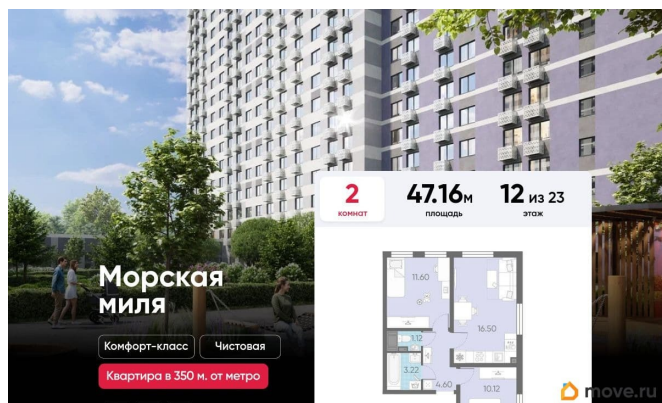 2
комнат
47.16м
площадь
12 из 23
этаж
Морская
миля
Комфорт-класс
Чистовая
Квартира в 350 м. от метро
11.60
16.50
1.12
3.22
4.60
10.12
move.ru